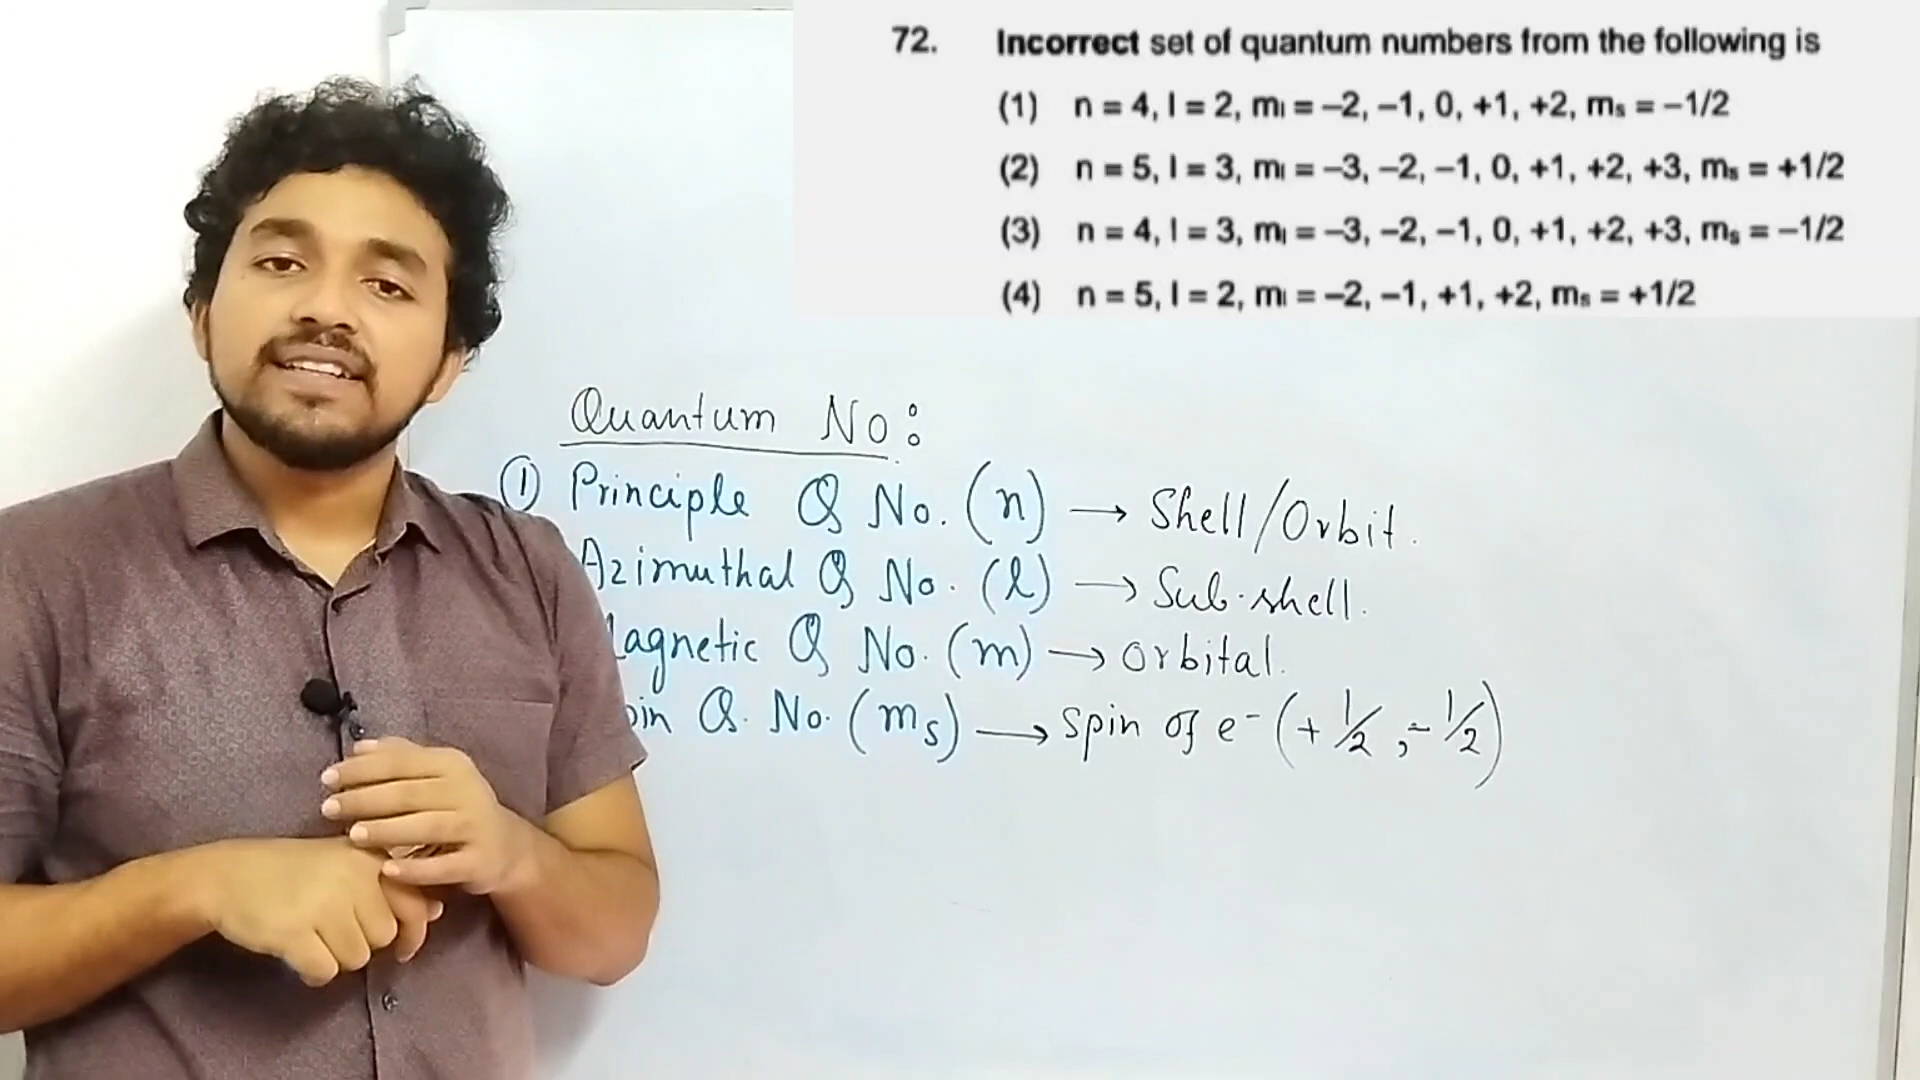 72. Incorrect set of quantum numbers from the following is
(1) n = 4, l = 2, mₗ = –2, –1, 0, +1, +2, mₛ = –1/2
(2) n = 5, l = 3, mₗ = –3, –2, –1, 0, +1, +2, +3, mₛ = +1/2
(3) n = 4, l = 3, mₗ = –3, –2, –1, 0, +1, +2, +3, mₛ = –1/2
(4) n = 5, l = 2, mₗ = –2, –1, +1, +2, mₛ = +1/2
Quantum No:
① Principle Q No. (n) → Shell/Orbit.
Azimuthal Q No. (l) → Sub-shell.
agnetic Q No. (m) → Orbital.
in Q. No. (mₛ) → Spin of e⁻ (+ 1/2, - 1/2)